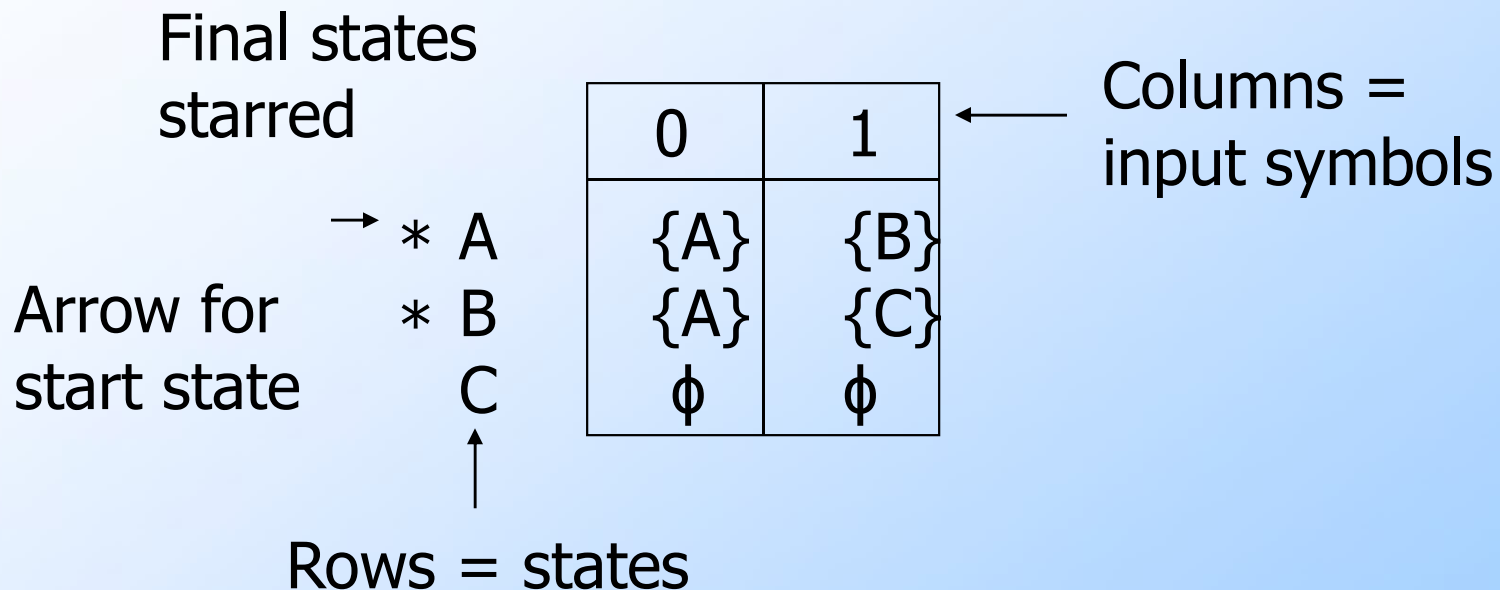 Final states
starred
Columns =
input symbols
0 1
* A {A} {B}
* B {A} {C}
C ϕ ϕ
Arrow for
start state
Rows = states